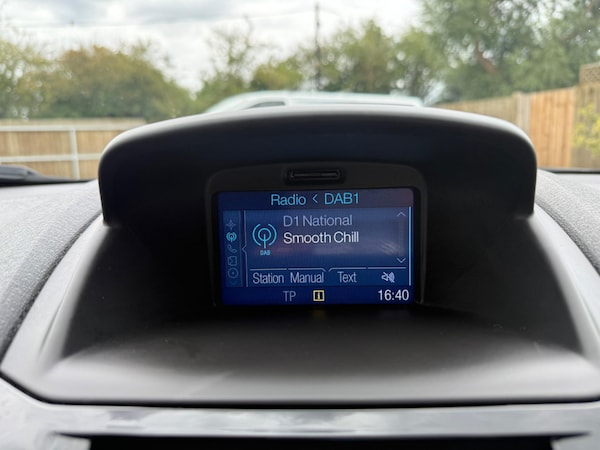 Radio < DAB1
D1 National
Smooth Chill
DAB
Station Manual Text
TP i 16:40